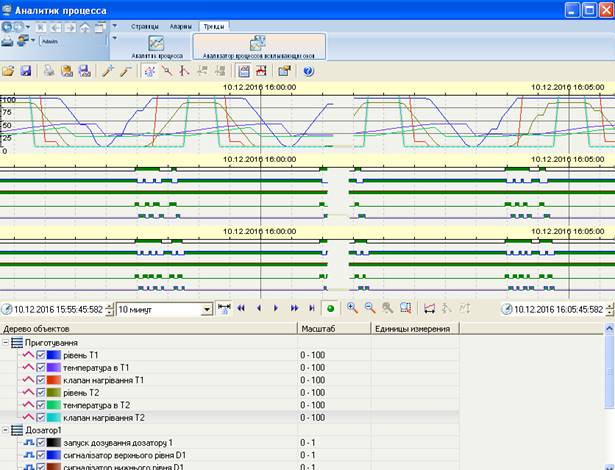 Аналитик процесса
Страницы Алармы Тренды
Admin
Аналитик процесса Анализатор процессов всплывающих окон
10.12.2016 16:00:00 10.12.2016 16:05:00
100
75
50
25
0
10.12.2016 16:00:00 10.12.2016 16:05:00
10.12.2016 16:00:00 10.12.2016 16:05:00
10.12.2016 15:55:45:582 10 минут 10.12.2016 16:05:45:582
Дерево объектов Масштаб Единицы измерения
Приготування
рівень Т1 0 - 100
температура в Т1 0 - 100
клапан нагрівання Т1 0 - 100
рівень Т2 0 - 100
температура в Т2 0 - 100
клапан нагрівання Т2 0 - 100
Дозатор1
запуск дозування дозатору 1 0 - 1
сигналізатор верхнього рівня D1 0 - 1
сигналізатор нижнього рівня D1 0 - 1